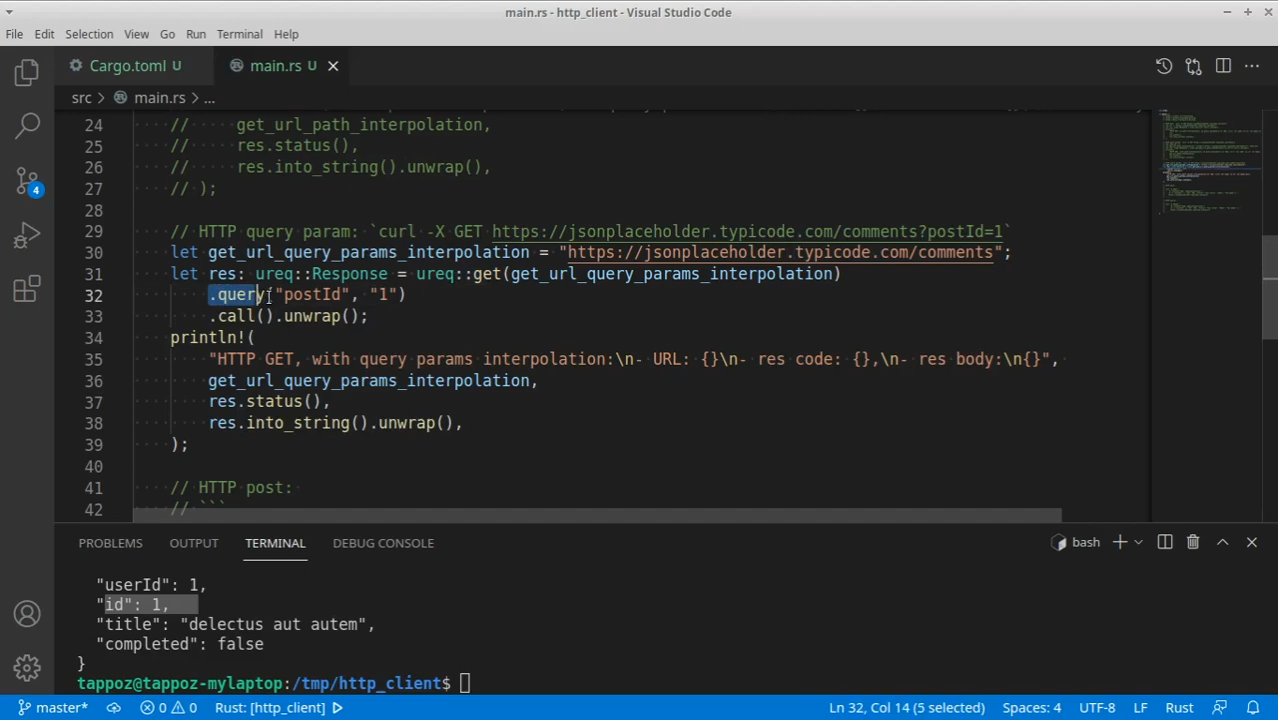 main.rs - http_client - Visual Studio Code
File Edit Selection View Go Run Terminal Help
Cargo.toml U main.rs U
src main.rs ...
24 // get_url_path_interpolation,
25 // res.status(),
26 // res.into_string().unwrap(),
27 // );
28
29 // HTTP query param: `curl -X GET https://jsonplaceholder.typicode.com/comments?postId=1`
30 let get_url_query_params_interpolation = "https://jsonplaceholder.typicode.com/comments";
31 let res: ureq::Response = ureq::get(get_url_query_params_interpolation)
32 .query("postId", "1")
33 .call().unwrap();
34 println!(
35 "HTTP GET, with query params interpolation:\n- URL: {}\n- res code: {},\n- res body:\n{}",
36 get_url_query_params_interpolation,
37 res.status(),
38 res.into_string().unwrap(),
39 );
40
41 // HTTP post:
42 // ```
4
PROBLEMS OUTPUT TERMINAL DEBUG CONSOLE bash
"userId": 1,
"id": 1,
"title": "delectus aut autem",
"completed": false
}
tappoz@tappoz-mylaptop:/tmp/http_client$
master* 0 0 Rust: [http_client] Ln 32, Col 14 (5 selected) Spaces: 4 UTF-8 LF Rust